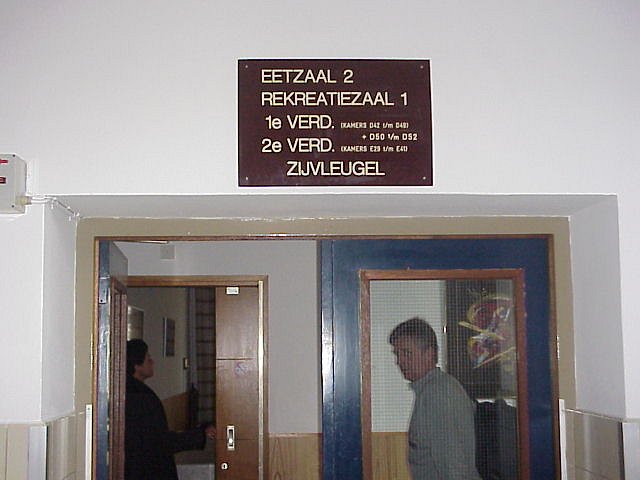 EETZAAL 2
REKREATIEZAAL 1
1e VERD. (KAMERS D42 t/m D49)
+ D50 t/m D52
2e VERD. (KAMERS E29 t/m E41)
ZIJVLEUGEL